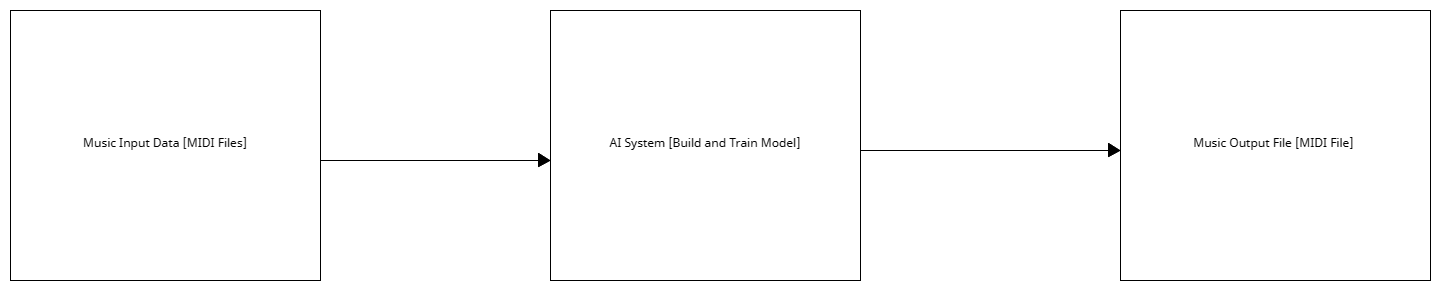 Music Input Data [MIDI Files]
AI System [Build and Train Model]
Music Output File [MIDI File]